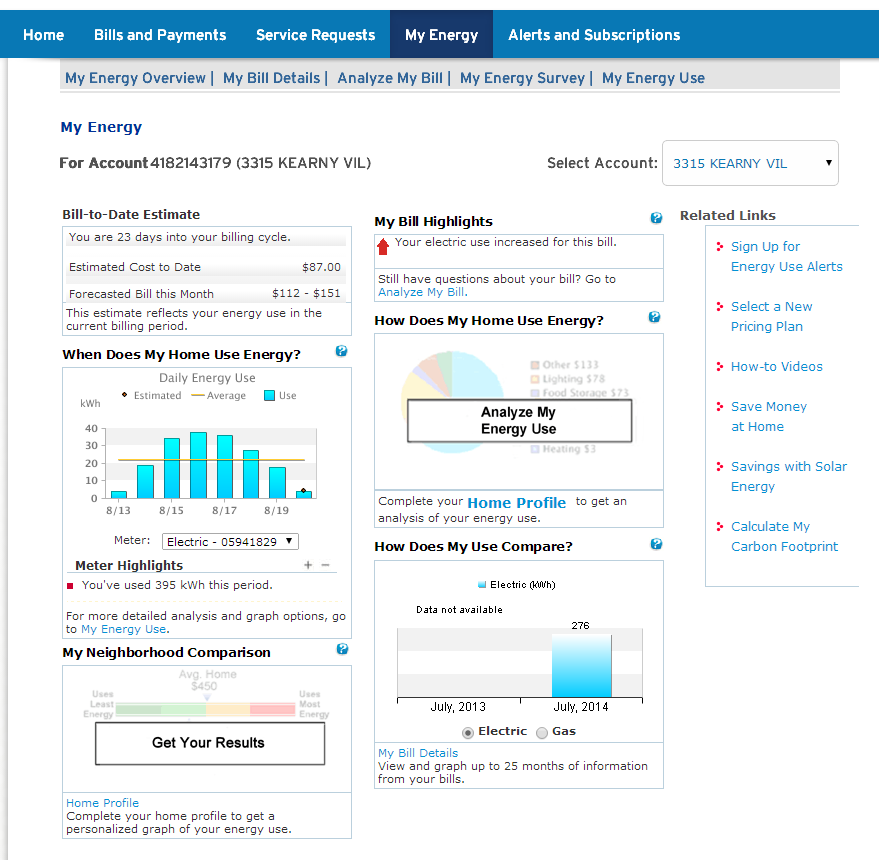 Home Bills and Payments Service Requests My Energy Alerts and Subscriptions
My Energy Overview | My Bill Details | Analyze My Bill | My Energy Survey | My Energy Use
My Energy
For Account 4182143179 (3315 KEARNY VIL)
Select Account: 3315 KEARNY VIL
Bill-to-Date Estimate
You are 23 days into your billing cycle.
Estimated Cost to Date $87.00
Forecasted Bill this Month $112 - $151
This estimate reflects your energy use in the
current billing period.
When Does My Home Use Energy?
Daily Energy Use
Estimated Average Use
kWh
40
30
20
10
0
8/13 8/15 8/17 8/19
Meter: Electric - 05941829
Meter Highlights + −
You've used 395 kWh this period.
For more detailed analysis and graph options, go
to My Energy Use.
My Neighborhood Comparison
Avg. Home
$450
Uses
Least
Energy
Uses
Most
Energy
Get Your Results
Home Profile
Complete your home profile to get a
personalized graph of your energy use.
My Bill Highlights
Your electric use increased for this bill.
Still have questions about your bill? Go to
Analyze My Bill.
How Does My Home Use Energy?
Other $133
Lighting $78
Food Storage $73
Analyze My
Energy Use
Heating $3
Complete your Home Profile to get an
analysis of your energy use.
How Does My Use Compare?
Electric (kWh)
Data not available
276
July, 2013 July, 2014
Electric Gas
My Bill Details
View and graph up to 25 months of information
from your bills.
Related Links
Sign Up for
Energy Use Alerts
Select a New
Pricing Plan
How-to Videos
Save Money
at Home
Savings with Solar
Energy
Calculate My
Carbon Footprint